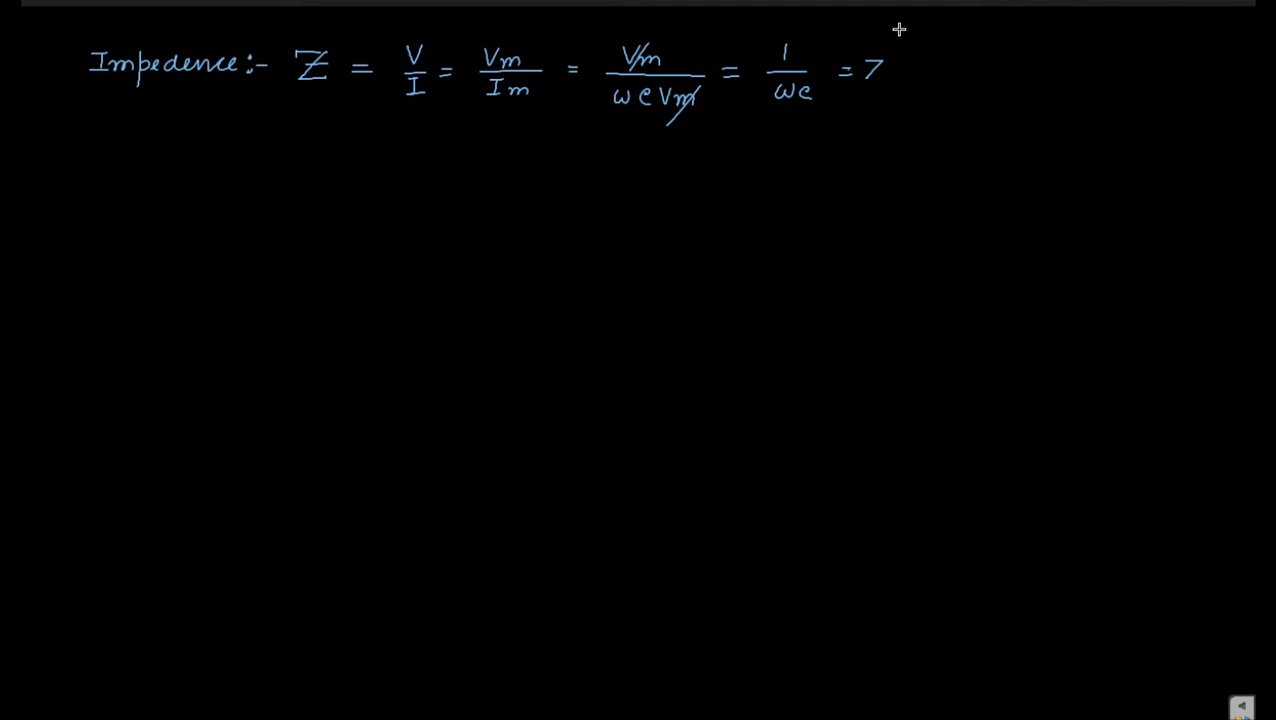 Impedence:- Z = V/I = Vm/Im = Vm/ωcVm = 1/ωc = 7